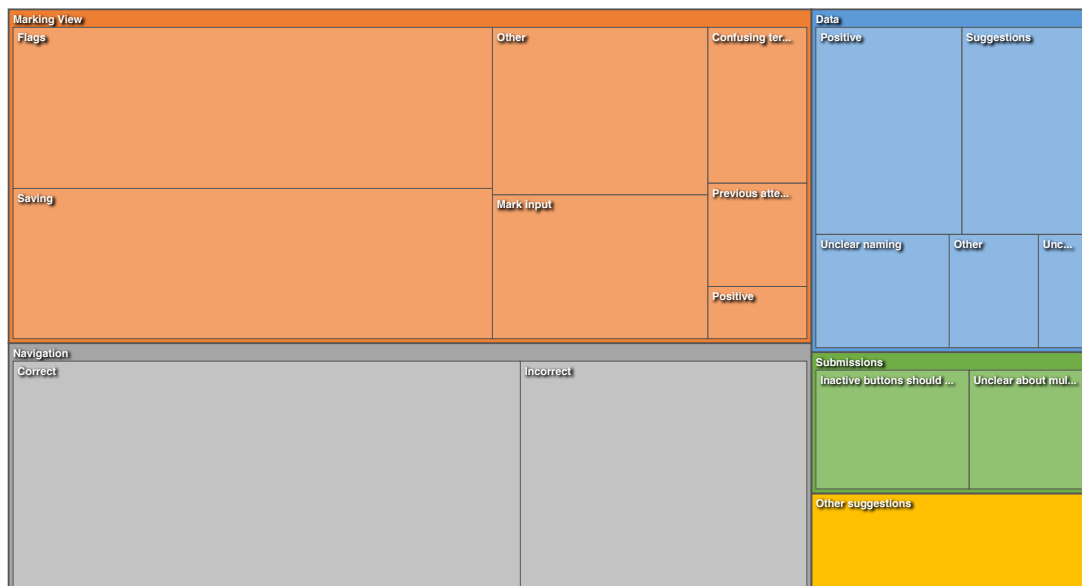 Marking View
Flags
Other
Confusing ter...
Saving
Mark input
Previous atte...
Positive
Navigation
Correct
Incorrect
Data
Positive
Suggestions
Unclear naming
Other
Unc...
Submissions
Inactive buttons should ...
Unclear about mul...
Other suggestions